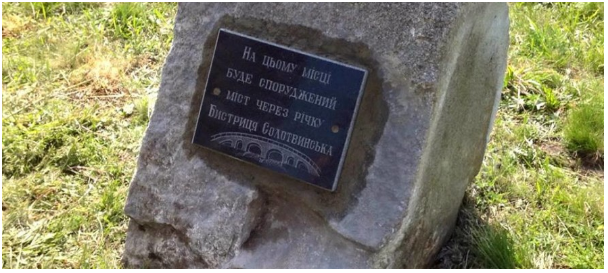 На цьому місці
буде споруджений
міст через річку
Бистриця Солотвинська